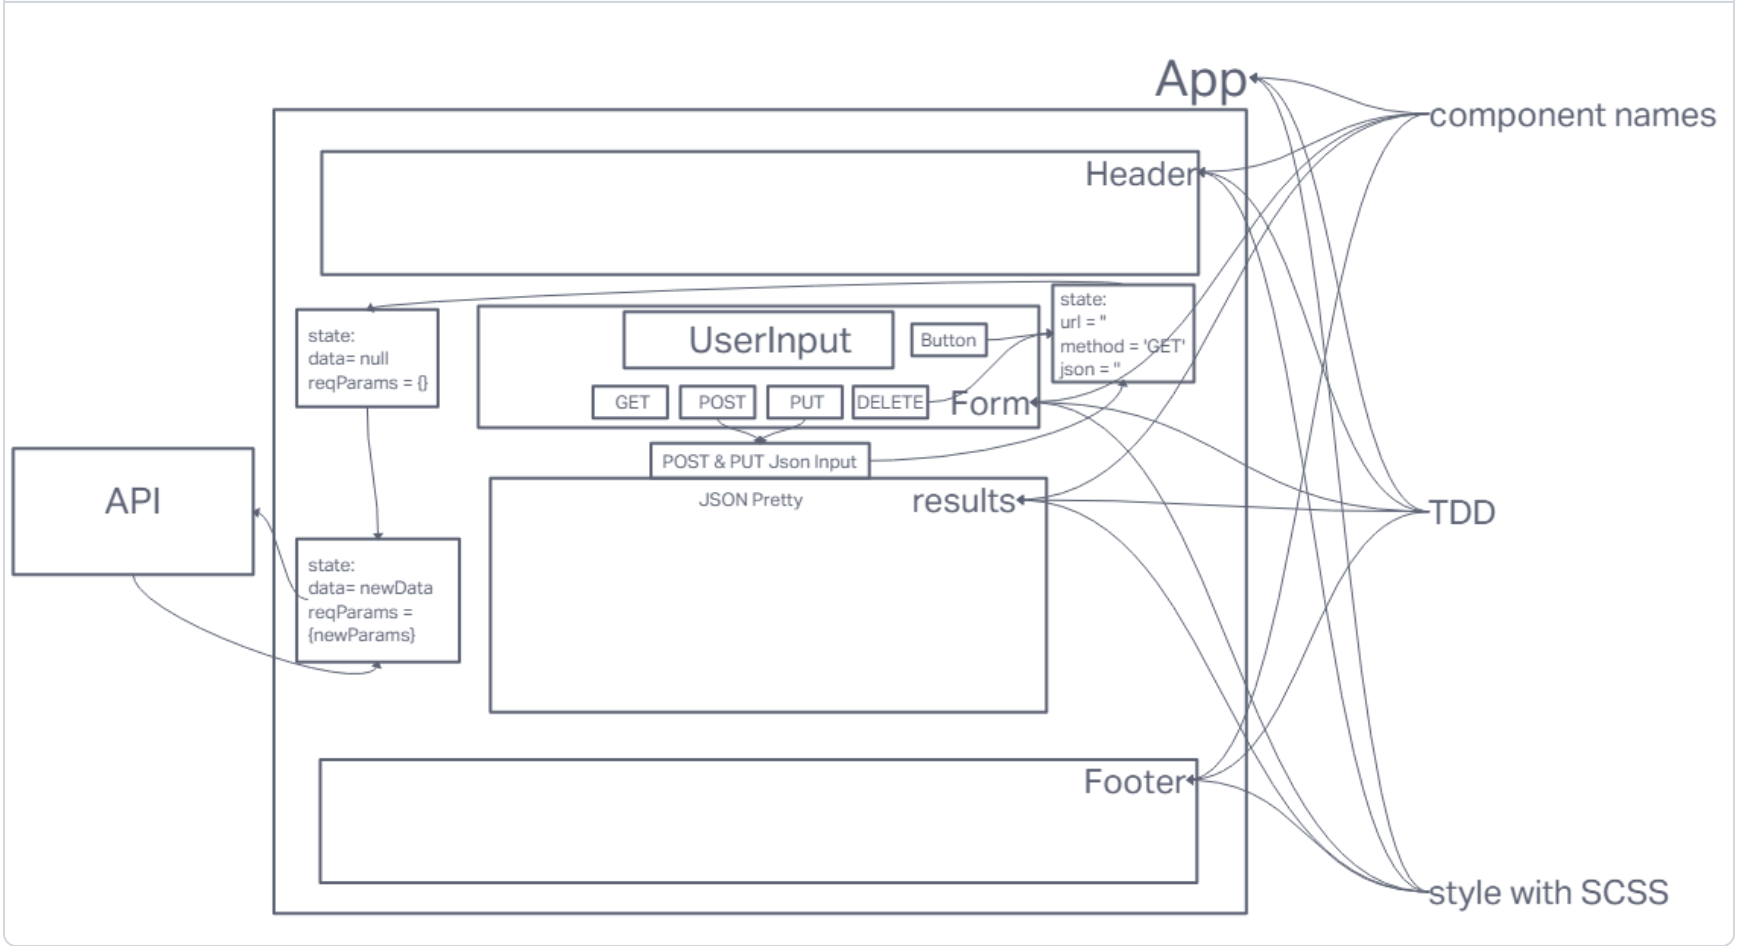 App
component names
Header
state:
url = "
method = 'GET'
json = "
state:
data= null
reqParams = {}
UserInput
Button
GET
POST
PUT
DELETE
Form
POST & PUT Json Input
API
JSON Pretty
results
TDD
state:
data= newData
reqParams =
{newParams}
Footer
style with SCSS